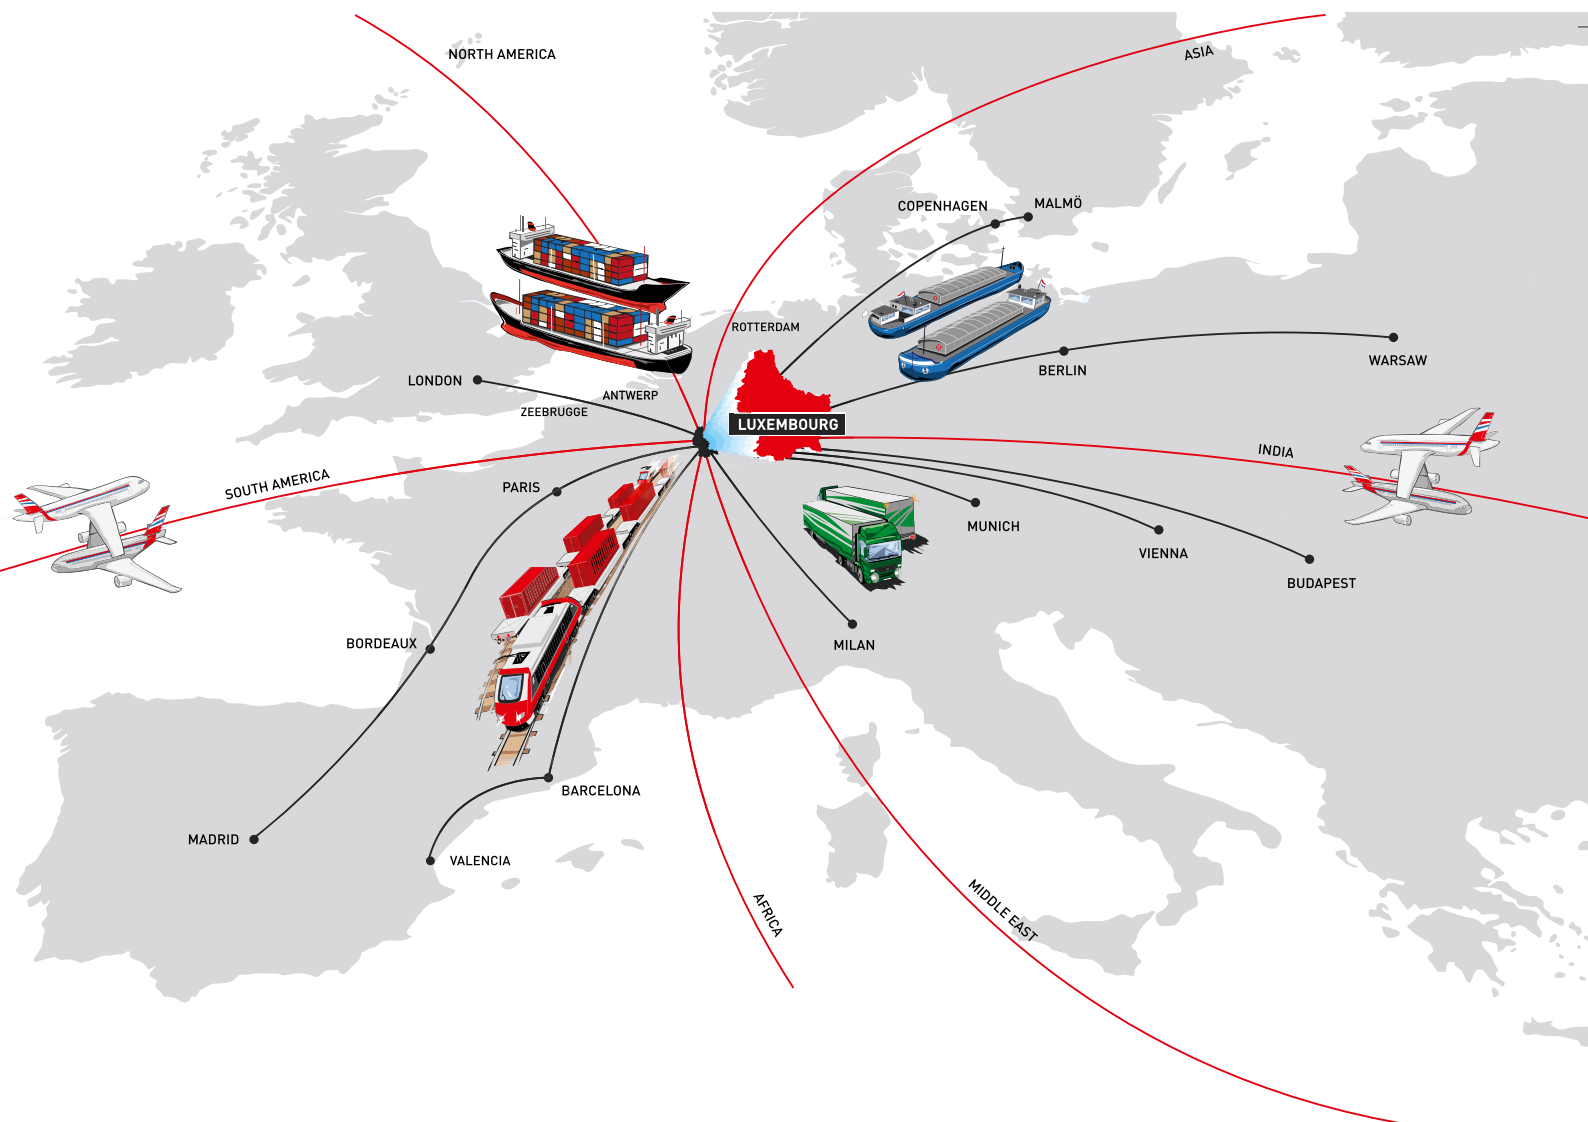 NORTH AMERICA
ASIA
COPENHAGEN
MALMÖ
ROTTERDAM
WARSAW
BERLIN
LONDON
ANTWERP
ZEEBRUGGE
LUXEMBOURG
INDIA
SOUTH AMERICA
PARIS
MUNICH
VIENNA
BUDAPEST
BORDEAUX
MILAN
BARCELONA
MADRID
VALENCIA
AFRICA
MIDDLE EAST